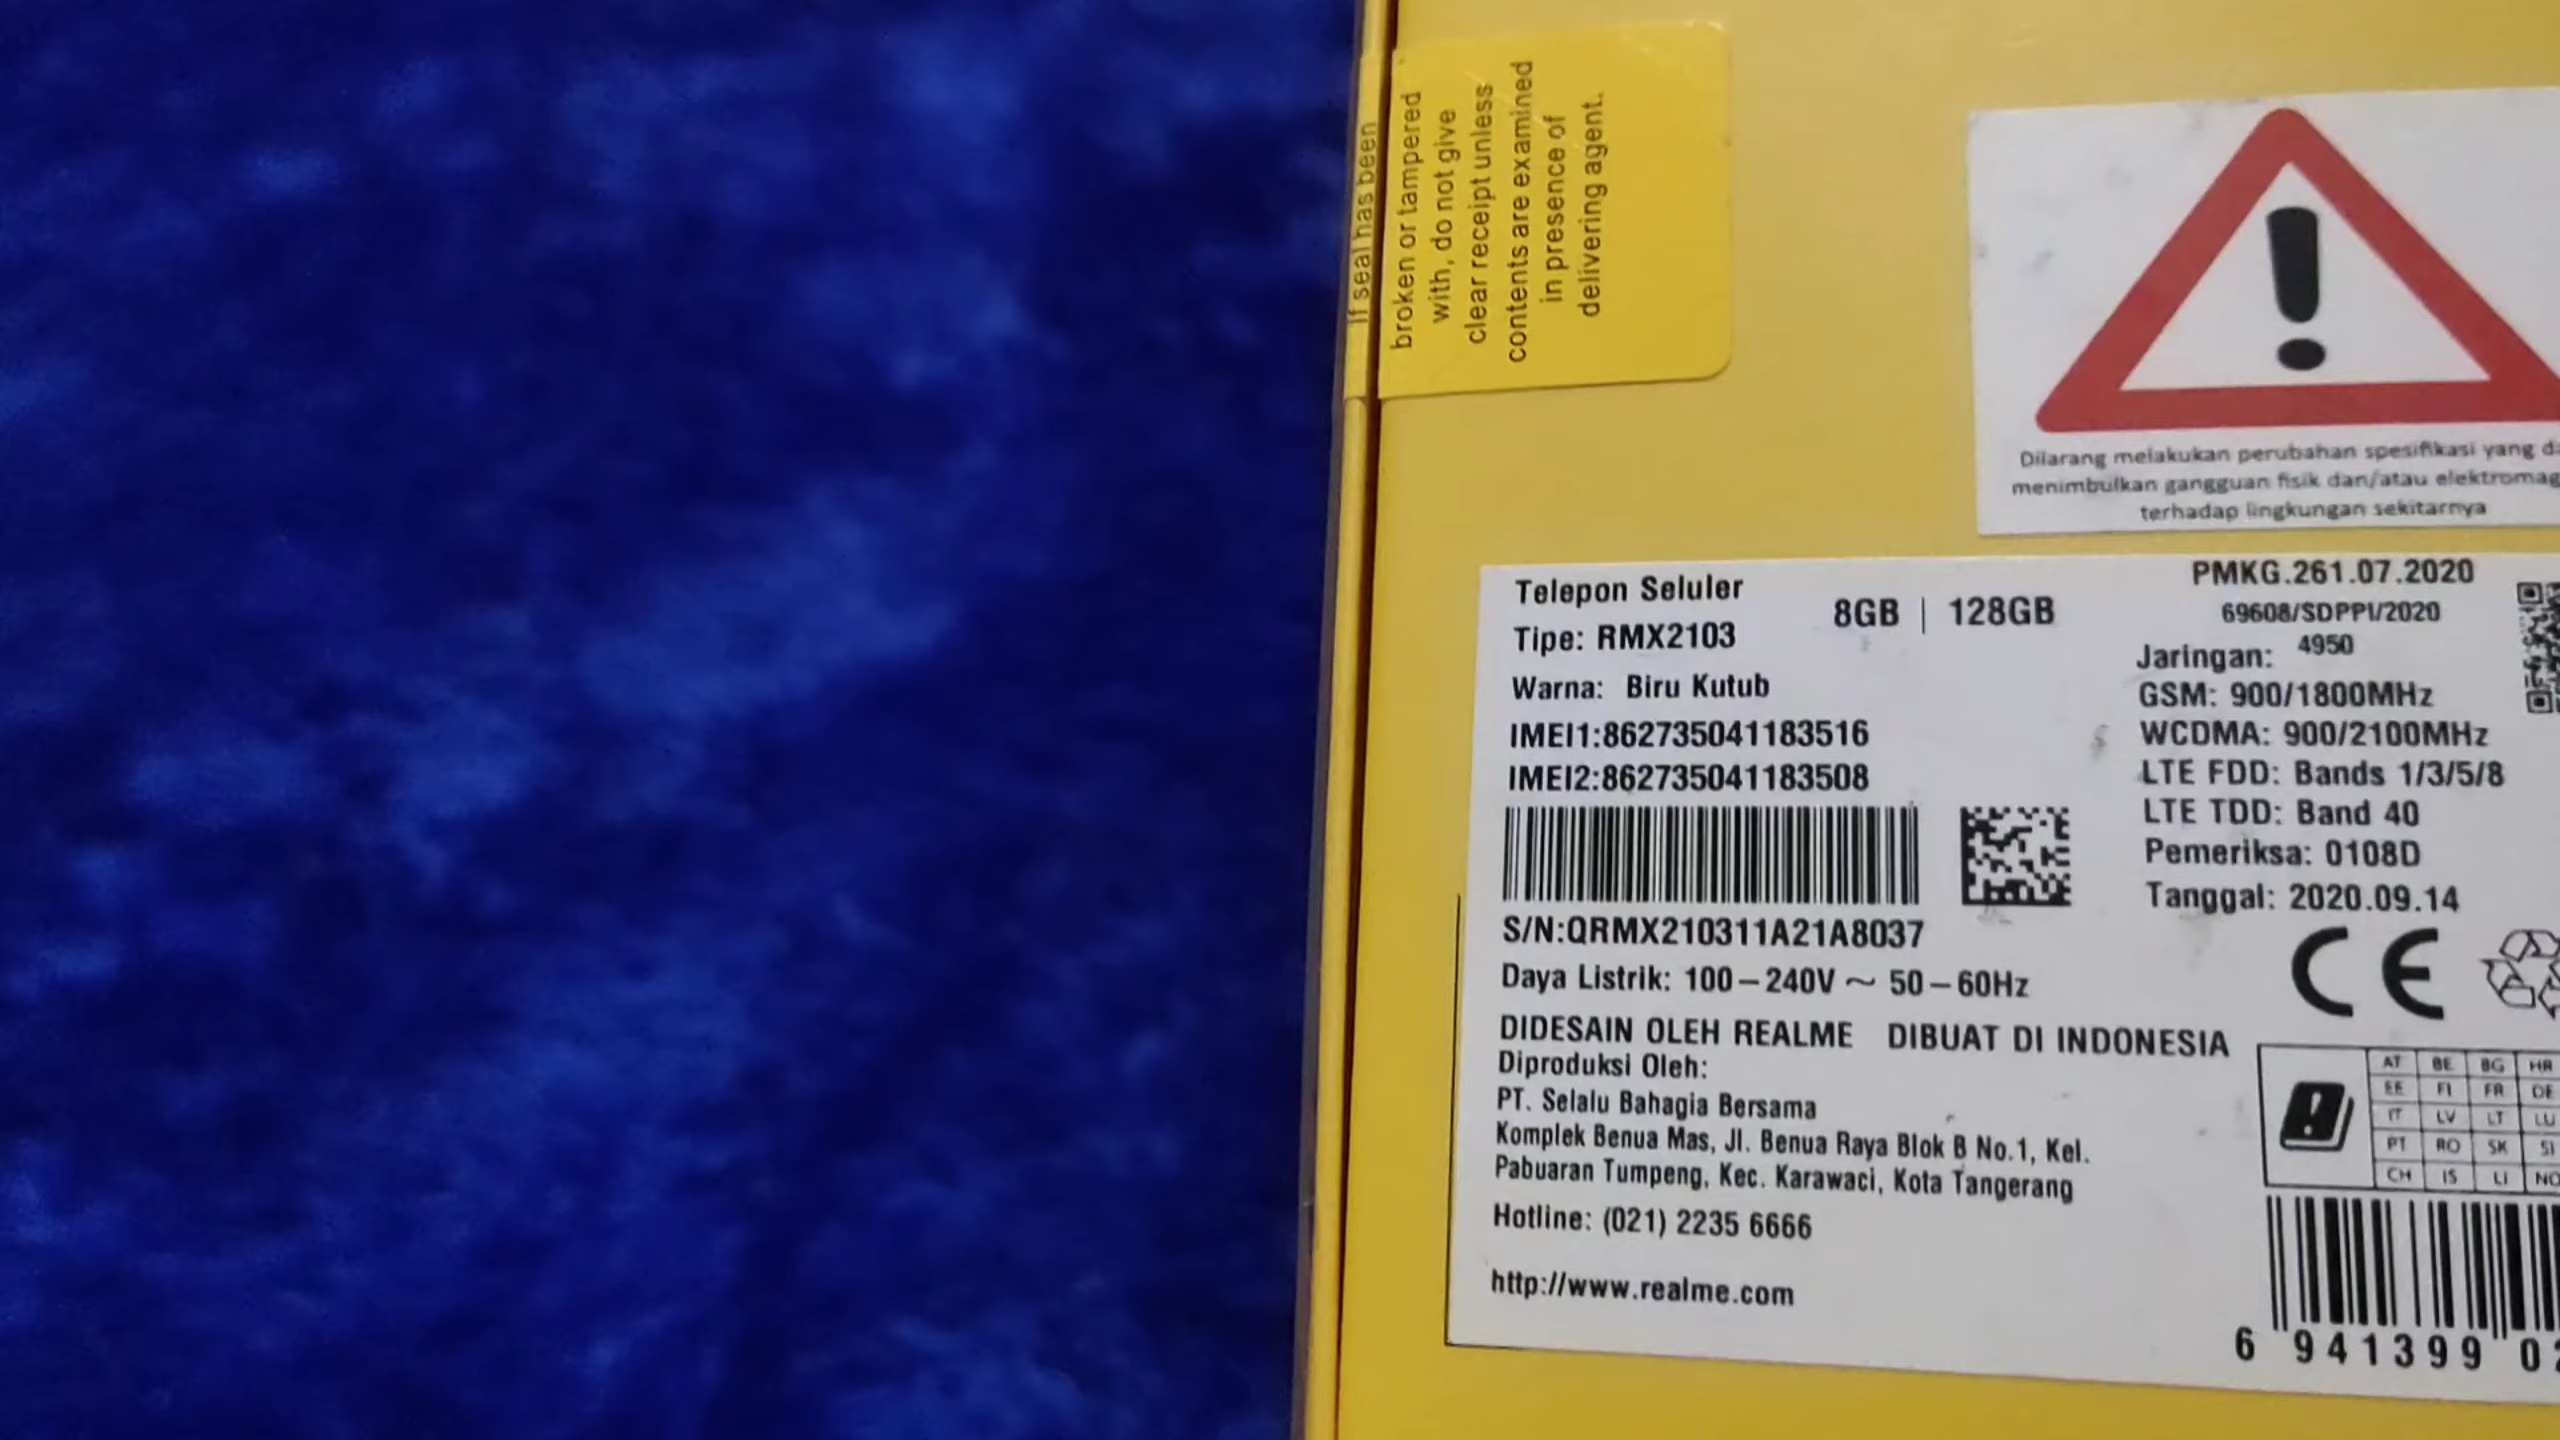 If seal has been
broken or tampered
with, do not give
clear receipt unless
contents are examined
in presence of
delivering agent.
Dilarang melakukan perubahan spesifikasi yang
menimbulkan gangguan fisik dan/atau
terhadap lingkungan sekitarnya
Telepon Seluler
Tipe: RMX2103
8GB | 128GB
Warna: Biru Kutub
IMEI1:862735041183516
IMEI2:862735041183508
S/N:QRMX210311A21A8037
Daya Listrik: 100–240V ~ 50–60Hz
DIDESAIN OLEH REALME DIBUAT DI INDONESIA
Diproduksi Oleh:
PT. Selalu Bahagia Bersama
Komplek Benua Mas, Jl. Benua Raya Blok B No.1, Kel.
Pabuaran Tumpeng, Kec. Karawaci, Kota Tangerang
Hotline: (021) 2235 6666
http://www.realme.com
PMKG.261.07.2020
69608/SDPPI/2020
4950
Jaringan:
GSM: 900/1800MHz
WCDMA: 900/2100MHz
LTE FDD: Bands 1/3/5/8
LTE TDD: Band 40
Pemeriksa: 0108D
Tanggal: 2020.09.14
CE
AT BE BG HR
EE FI FR DE
IT LV LT LU
PT RO SK SI
CH IS LI NO
6 941399 0